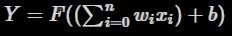 Y = F((∑_{i=0}^{n} w_i x_i) + b)